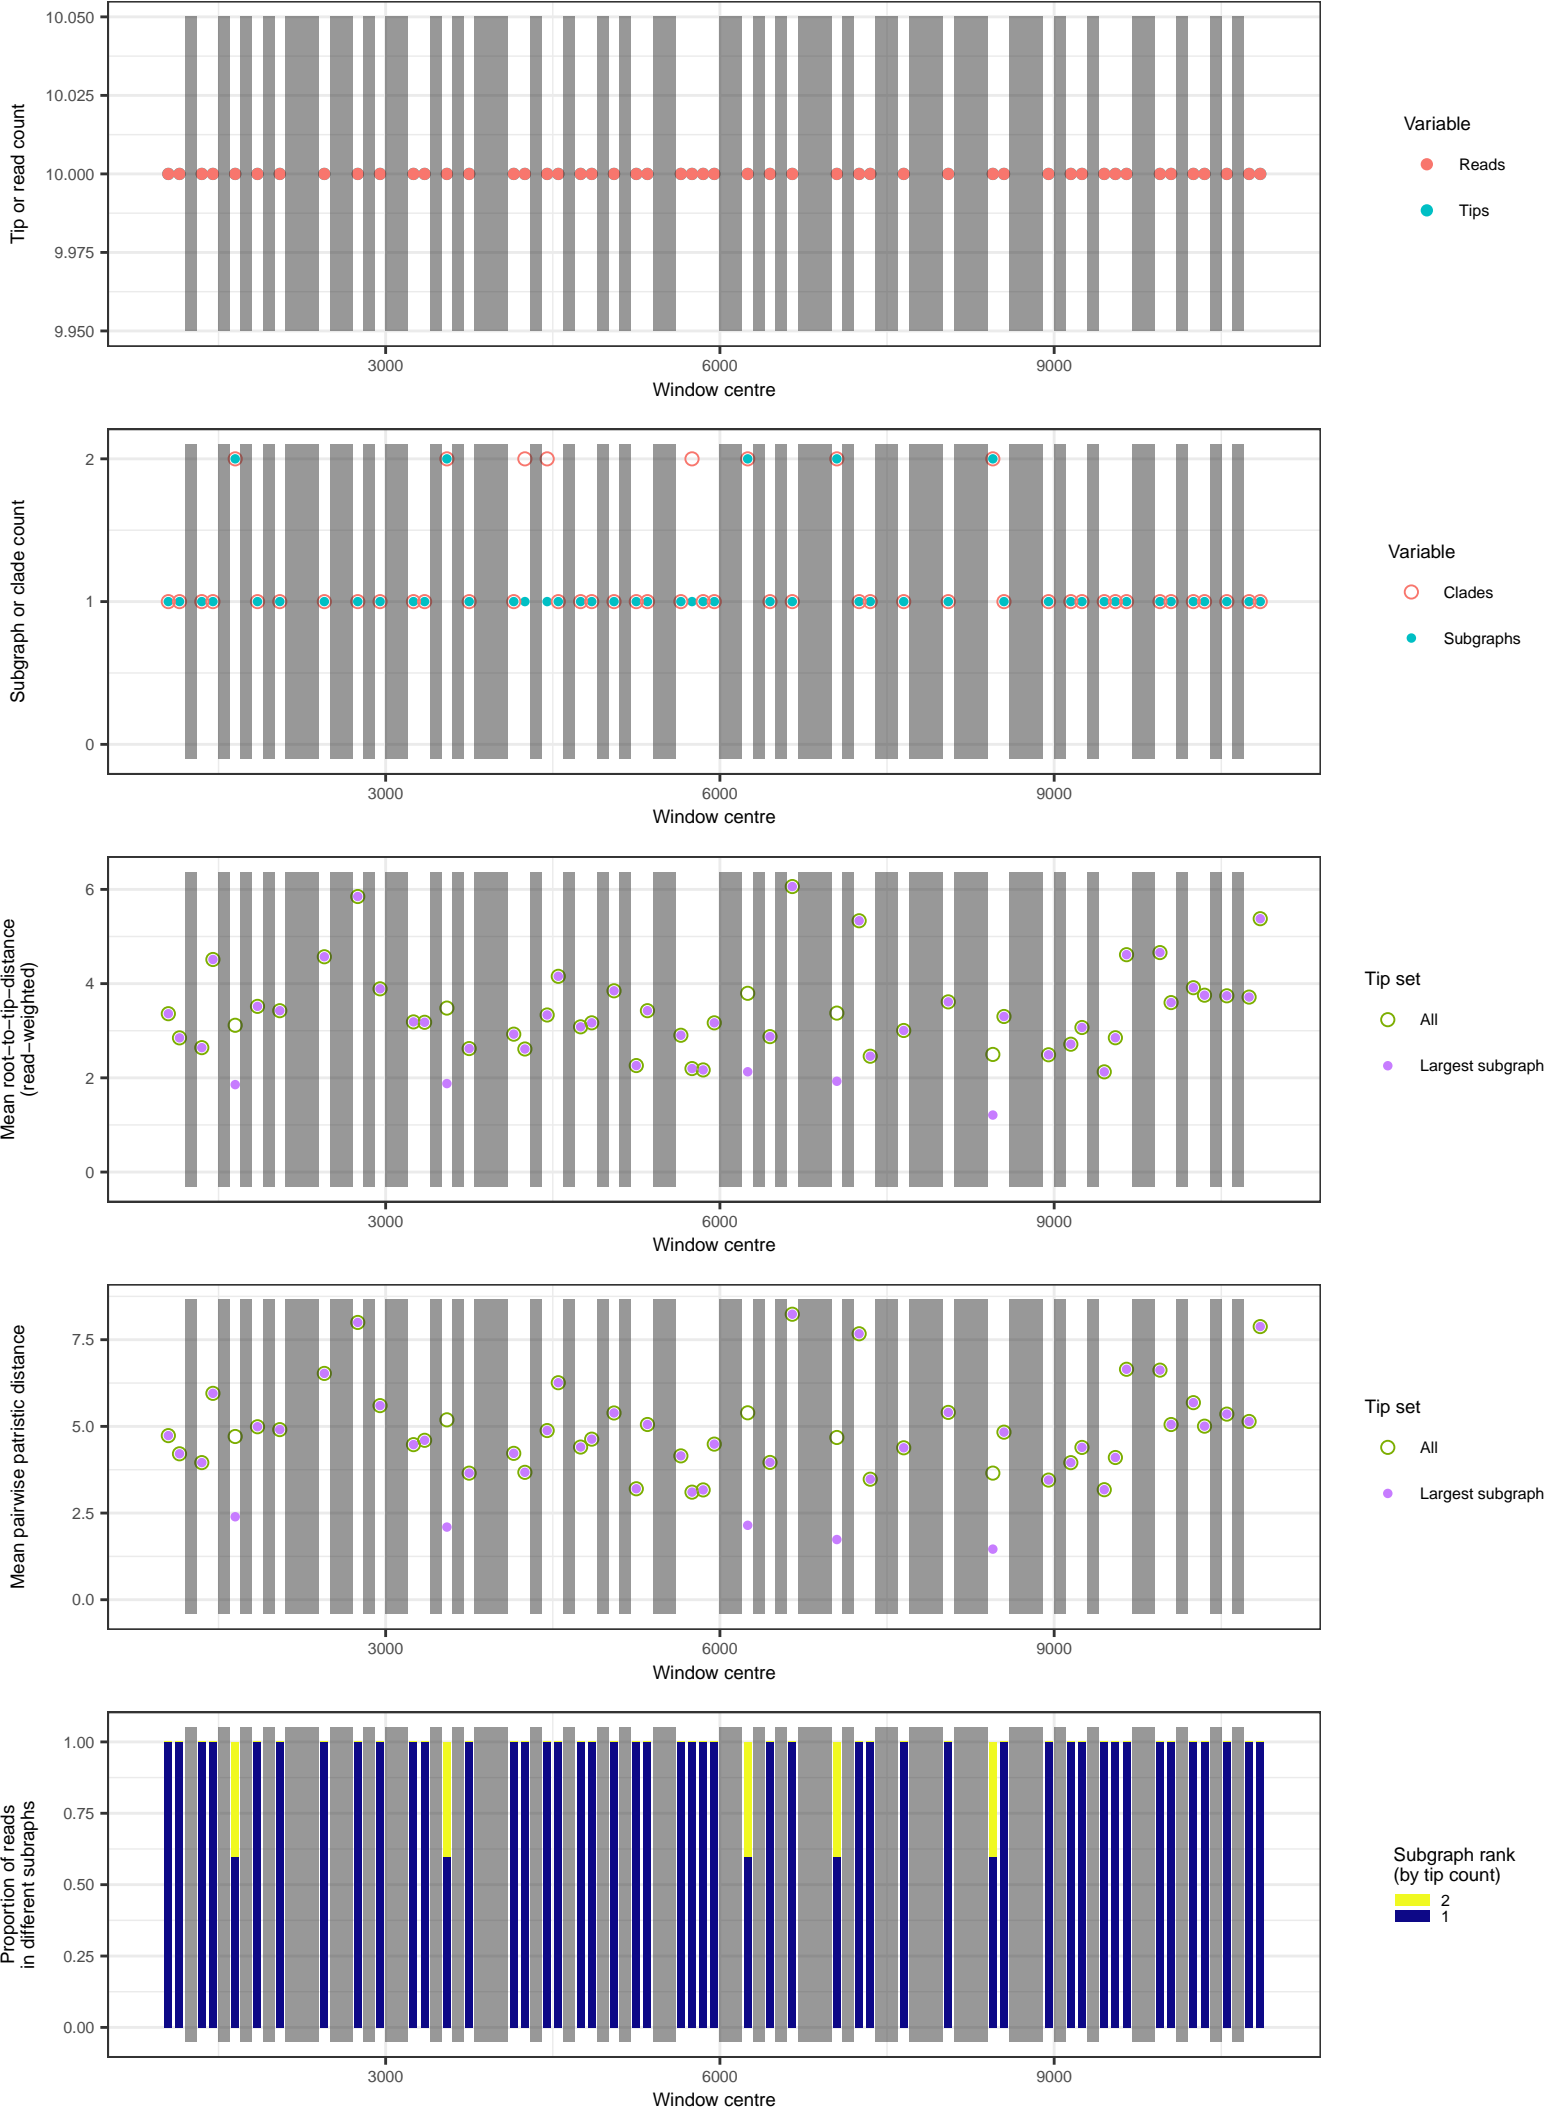 10.050
10.025
10.000
9.975
9.950
Tip or read count
3000
6000
9000
Window centre
Variable
Reads
Tips
2
1
0
Subgraph or clade count
3000
6000
9000
Window centre
Variable
Clades
Subgraphs
6
4
2
0
Mean root−to−tip−distance
(read−weighted)
3000
6000
9000
Window centre
Tip set
All
Largest subgraph
7.5
5.0
2.5
0.0
Mean pairwise patristic distance
3000
6000
9000
Window centre
Tip set
All
Largest subgraph
1.00
0.75
0.50
0.25
0.00
Proportion of reads
in different subraphs
3000
6000
9000
Window centre
Subgraph rank
(by tip count)
2
1